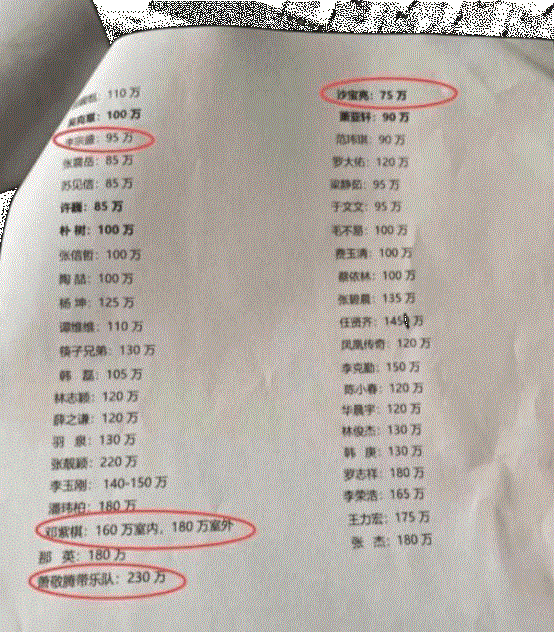 110 万
100 万
李宗盛：95 万
张震岳：85 万
苏见信：85 万
许巍：85 万
朴 树：100 万
张信哲：100 万
陶 喆：100 万
杨 坤：125 万
谭维维：110 万
筷子兄弟：130 万
韩 磊：105 万
林志颖：120 万
薛之谦：120 万
羽 泉：130 万
张靓颖：220 万
李玉刚：140-150 万
潘玮柏：180 万
邓紫棋：160 万室内，180 万室外
那 英：180 万
萧敬腾带乐队：230 万
沙宝亮：75 万
萧亚轩：90 万
范玮琪：90 万
罗大佑：120 万
梁静茹：95 万
于文文：95 万
毛不易：100 万
费玉清：100 万
蔡依林：100 万
张碧晨：135 万
任贤齐：145 万
凤凰传奇：120 万
李克勤：150 万
陈小春：120 万
华晨宇：120 万
林俊杰：130 万
韩 庚：130 万
罗志祥：180 万
李荣浩：165 万
王力宏：175 万
张 杰：180 万